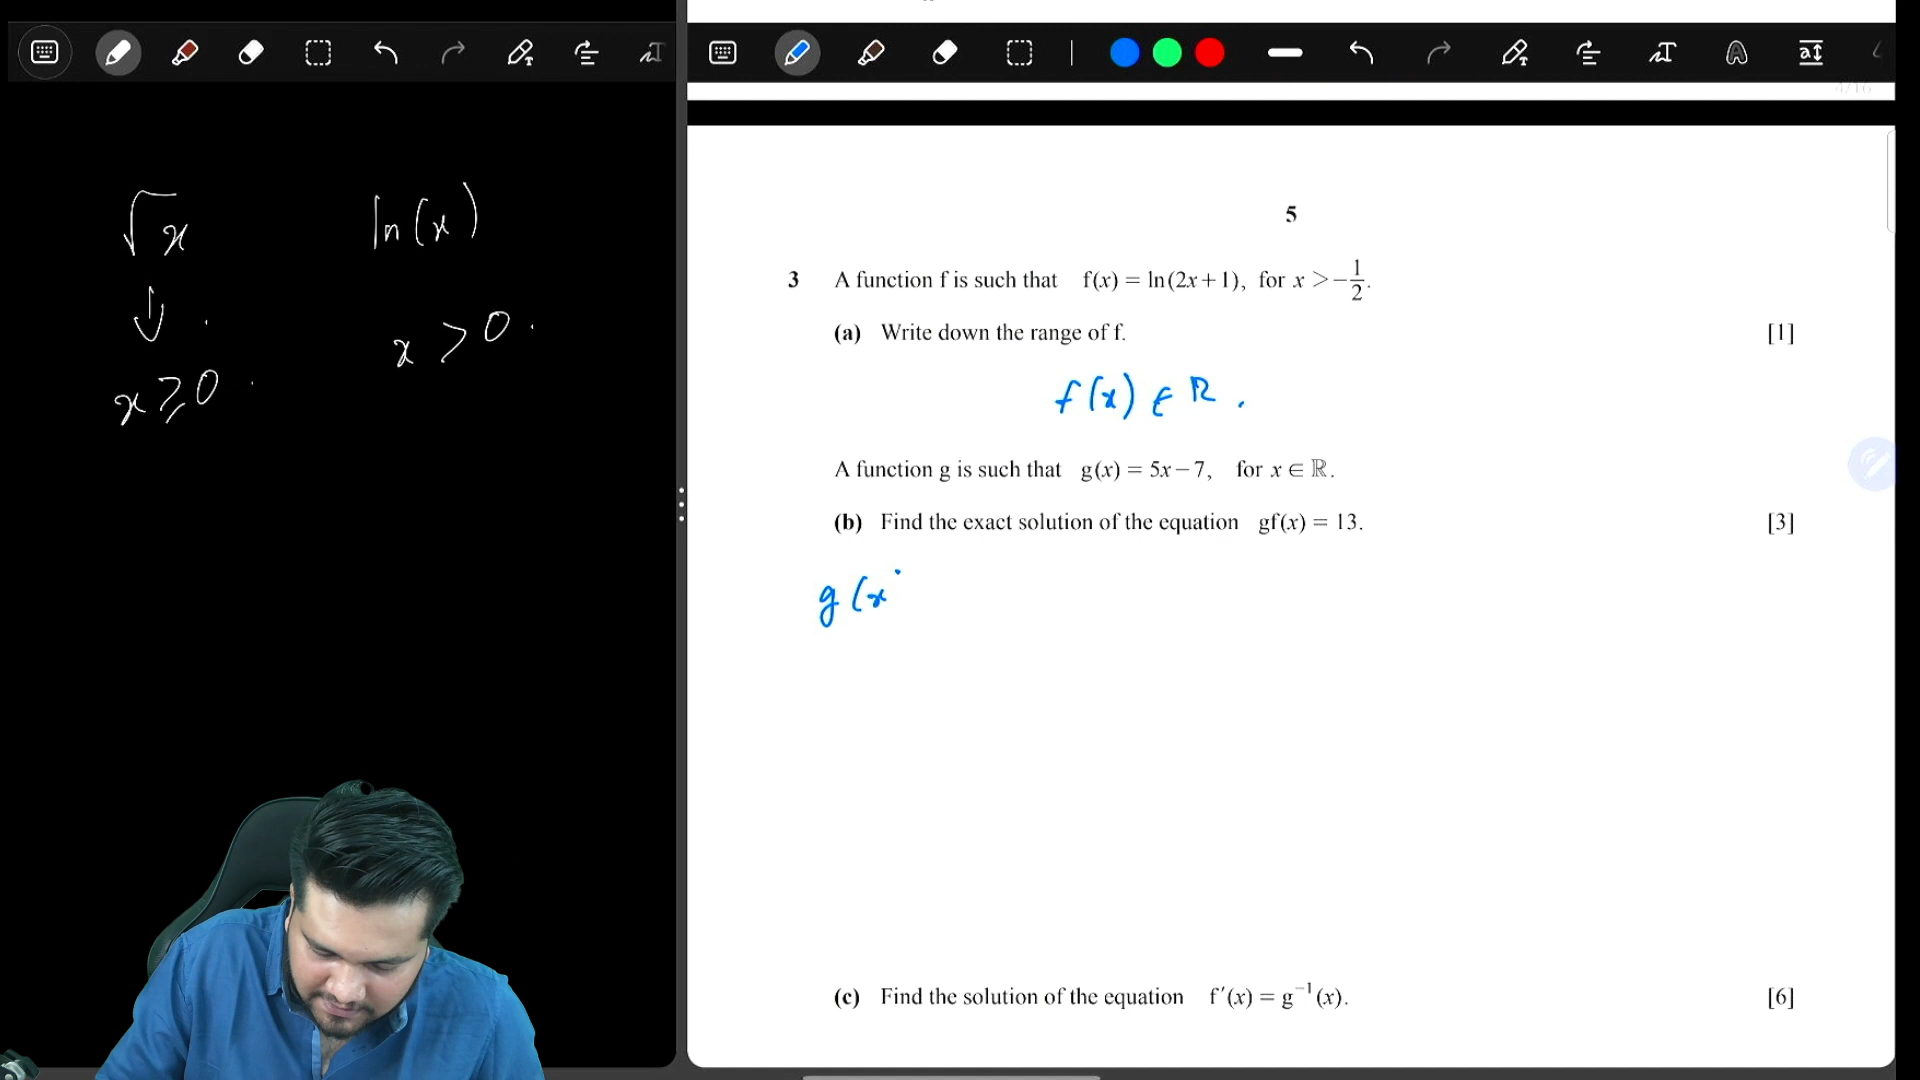 √x
ln(x)
↓
x > 0.
x ⩾ 0
5
3 A function f is such that f(x) = ln(2x+1), for x > −1/2.
(a) Write down the range of f. [1]
f(x) ∈ ℝ.
A function g is such that g(x) = 5x−7, for x ∈ ℝ.
(b) Find the exact solution of the equation gf(x) = 13. [3]
g(x
(c) Find the solution of the equation f′(x) = g⁻¹(x). [6]